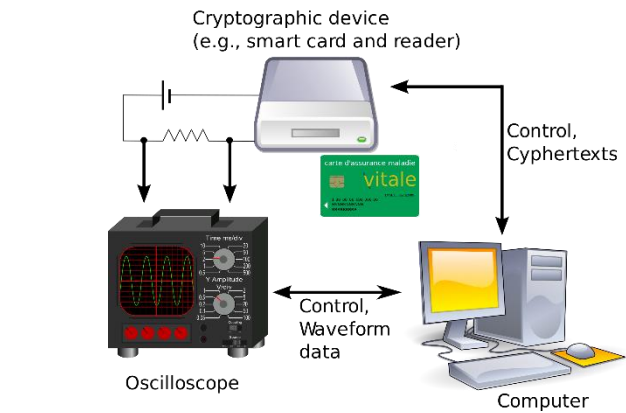 Cryptographic device
(e.g., smart card and reader)
Control,
Cyphertexts
carte d'assurance maladie
vitale
Time ms/div
Y Amplitude
V/div
Control,
Waveform
data
Oscilloscope
Computer